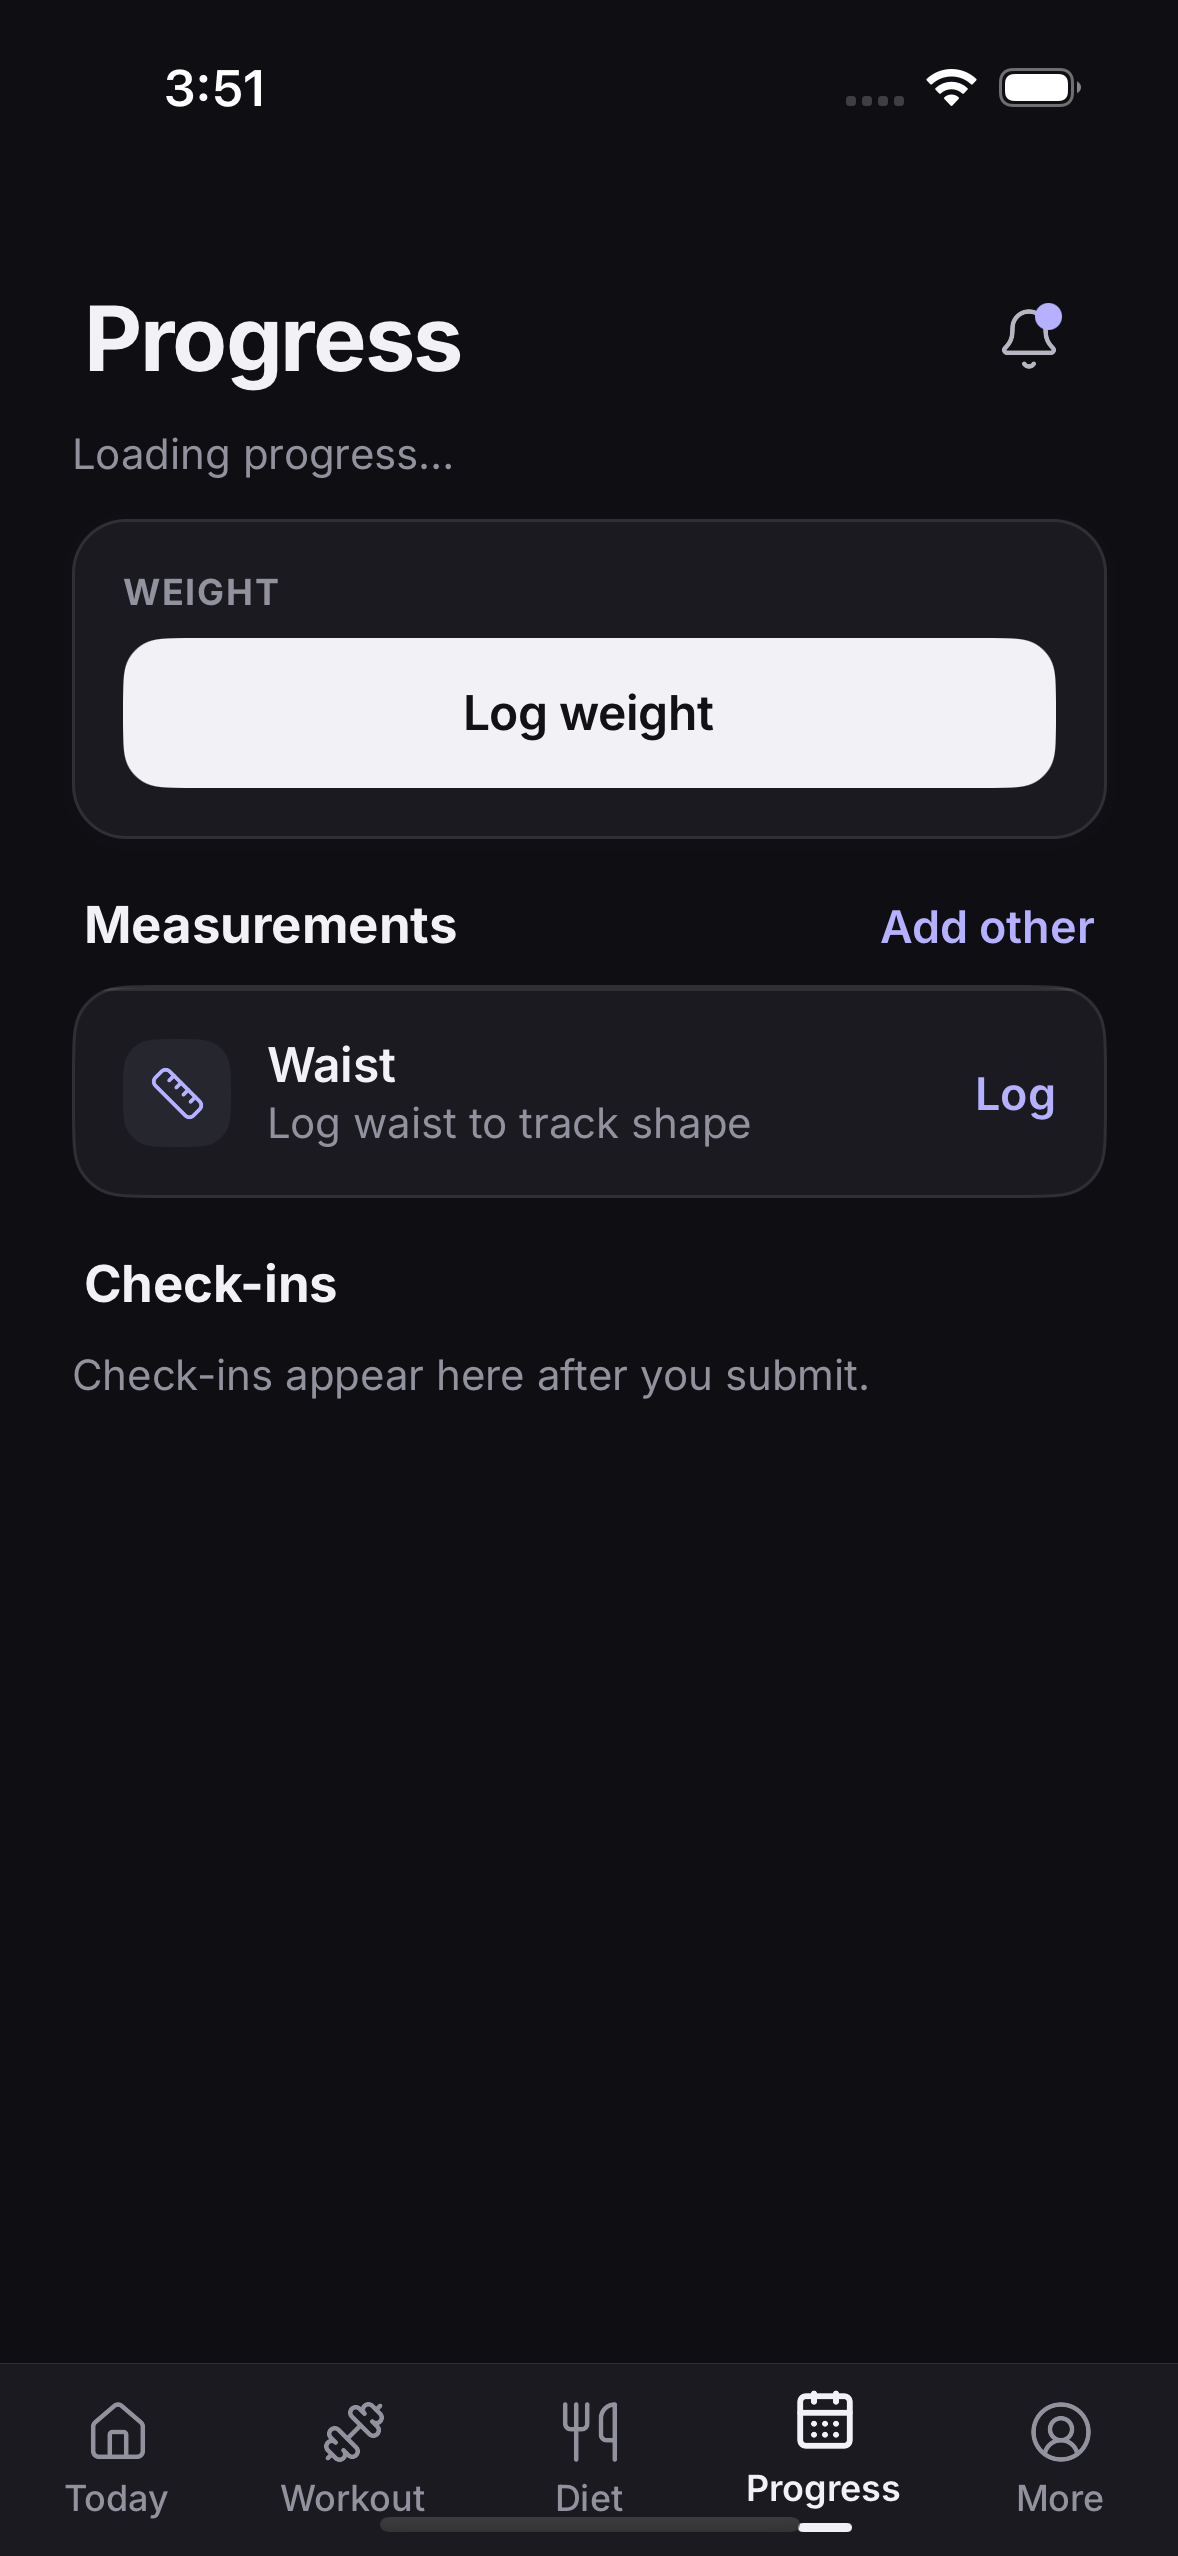 3:51
Progress
Loading progress...
WEIGHT
Log weight
Measurements
Add other
Waist
Log waist to track shape
Log
Check-ins
Check-ins appear here after you submit.
Today
Workout
Diet
Progress
More